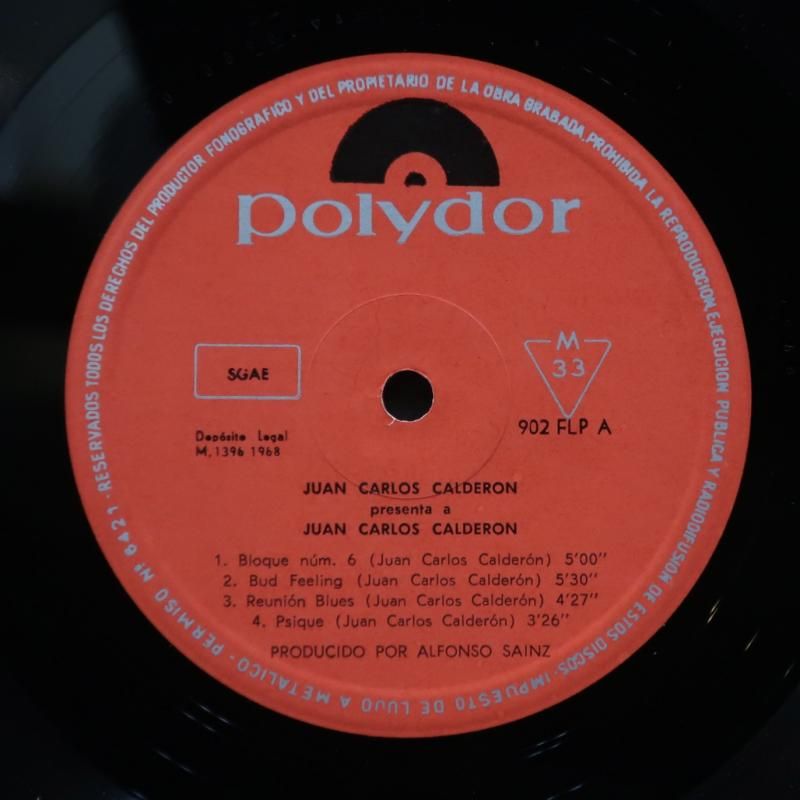 RESERVADOS TODOS LOS DERECHOS DEL PRODUCTOR FONOGRAFICO Y DEL PROPIETARIO DE LA OBRA GRABADA. PROHIBIDA LA REPRODUCCION, EJECUCION PUBLICA Y RADIODIFUSION DE ESTOS DISCOS · IMPUESTO DE LUJO A METALICO · PERMISO Nº 6421 ·
polydor
SGAE
M
33
902 FLP A
Depósito Legal
M. 1396 1968
JUAN CARLOS CALDERON
presenta a
JUAN CARLOS CALDERON
1. Bloque núm. 6 (Juan Carlos Calderón) 5'00"
2. Bud Feeling (Juan Carlos Calderón) 5'30"
3. Reunión Blues (Juan Carlos Calderón) 4'27"
4. Psique (Juan Carlos Calderón) 3'26"
PRODUCIDO POR ALFONSO SAINZ